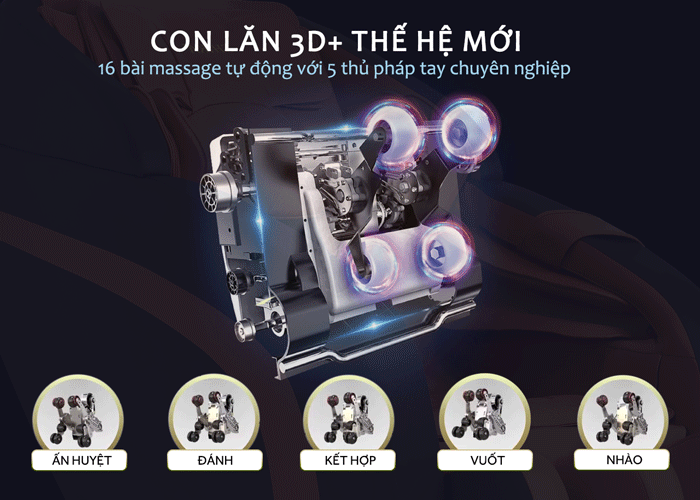 CON LĂN 3D+ THẾ HỆ MỚI
16 bài massage tự động với 5 thủ pháp tay chuyên nghiệp
ẤN HUYỆT
ĐÁNH
KẾT HỢP
VUỐT
NHÀO